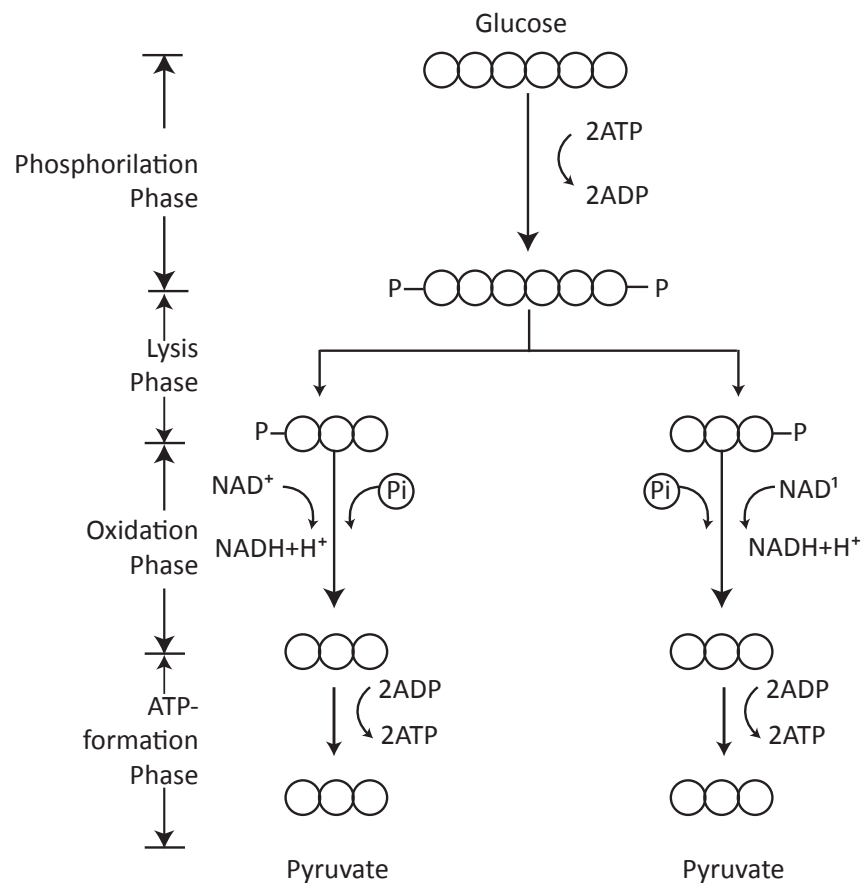 Glucose
2ATP
Phosphorilation
Phase
2ADP
P
P
Lysis
Phase
P
P
NAD⁺
Pi
Pi
NAD¹
Oxidation
Phase
NADH+H⁺
NADH+H⁺
2ADP
2ADP
ATP-
formation
Phase
2ATP
2ATP
Pyruvate
Pyruvate